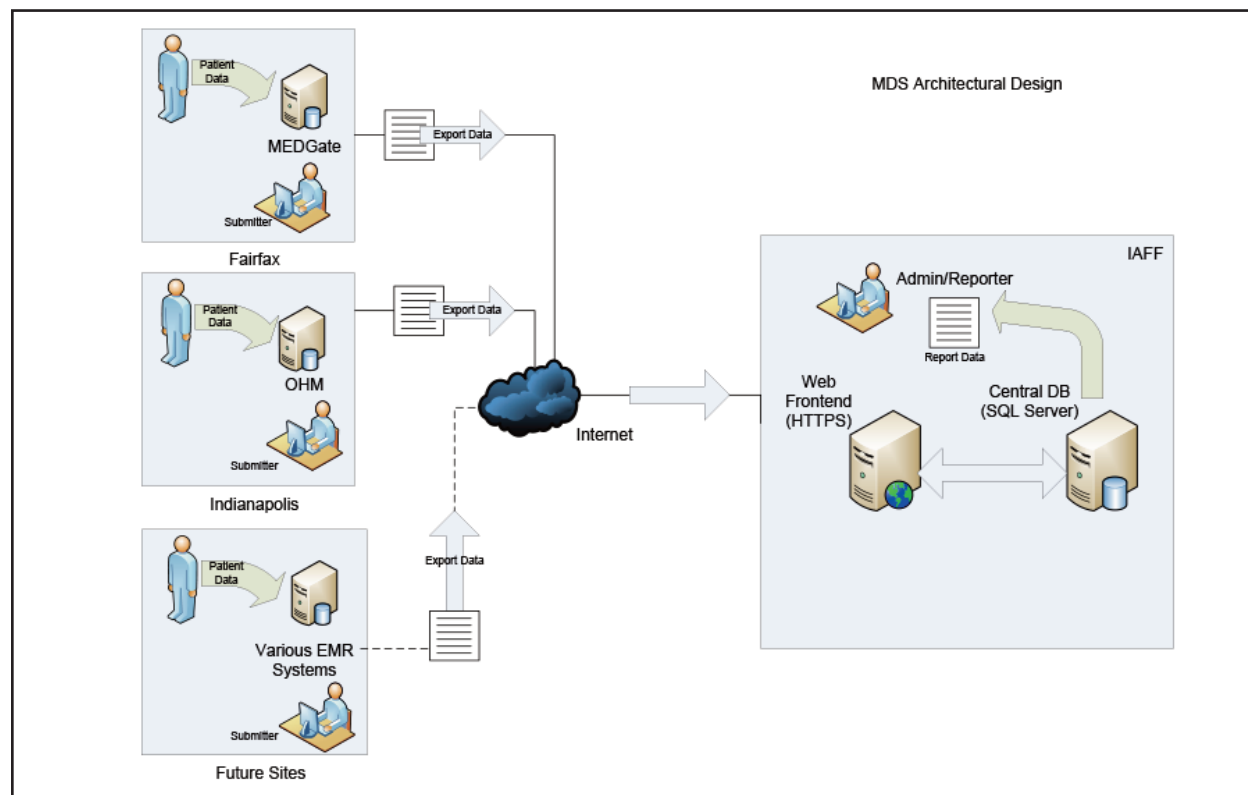 MDS Architectural Design
Patient
Data
MEDGate
Submitter
Fairfax
Export Data
Patient
Data
OHM
Submitter
Indianapolis
Export Data
Patient
Data
Various EMR
Systems
Submitter
Future Sites
Export Data
Internet
IAFF
Admin/Reporter
Report Data
Web
Frontend
(HTTPS)
Central DB
(SQL Server)